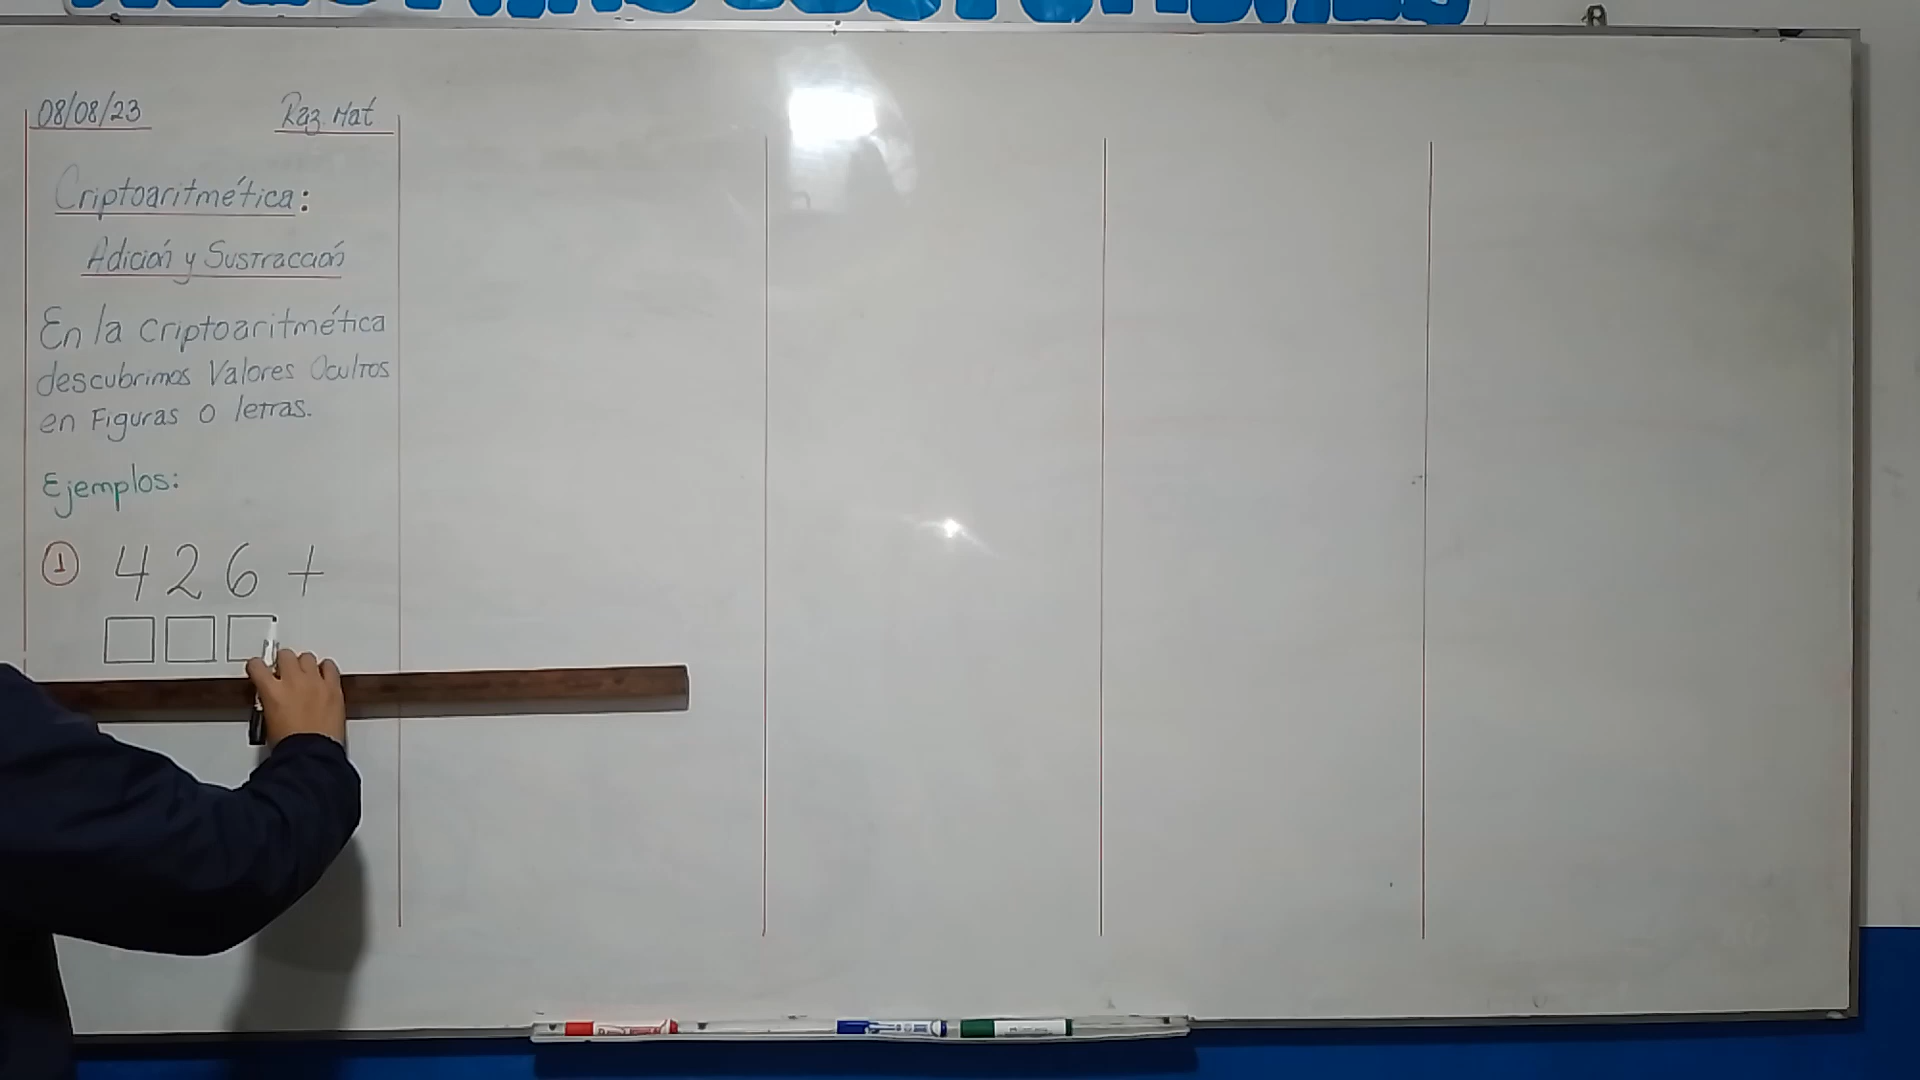 08/08/23 Raz. Mat
Criptoaritmética:
Adición y Sustracción
En la Criptoaritmética
descubrimos Valores Ocultos
en Figuras o letras.
Ejemplos:
1 426 +